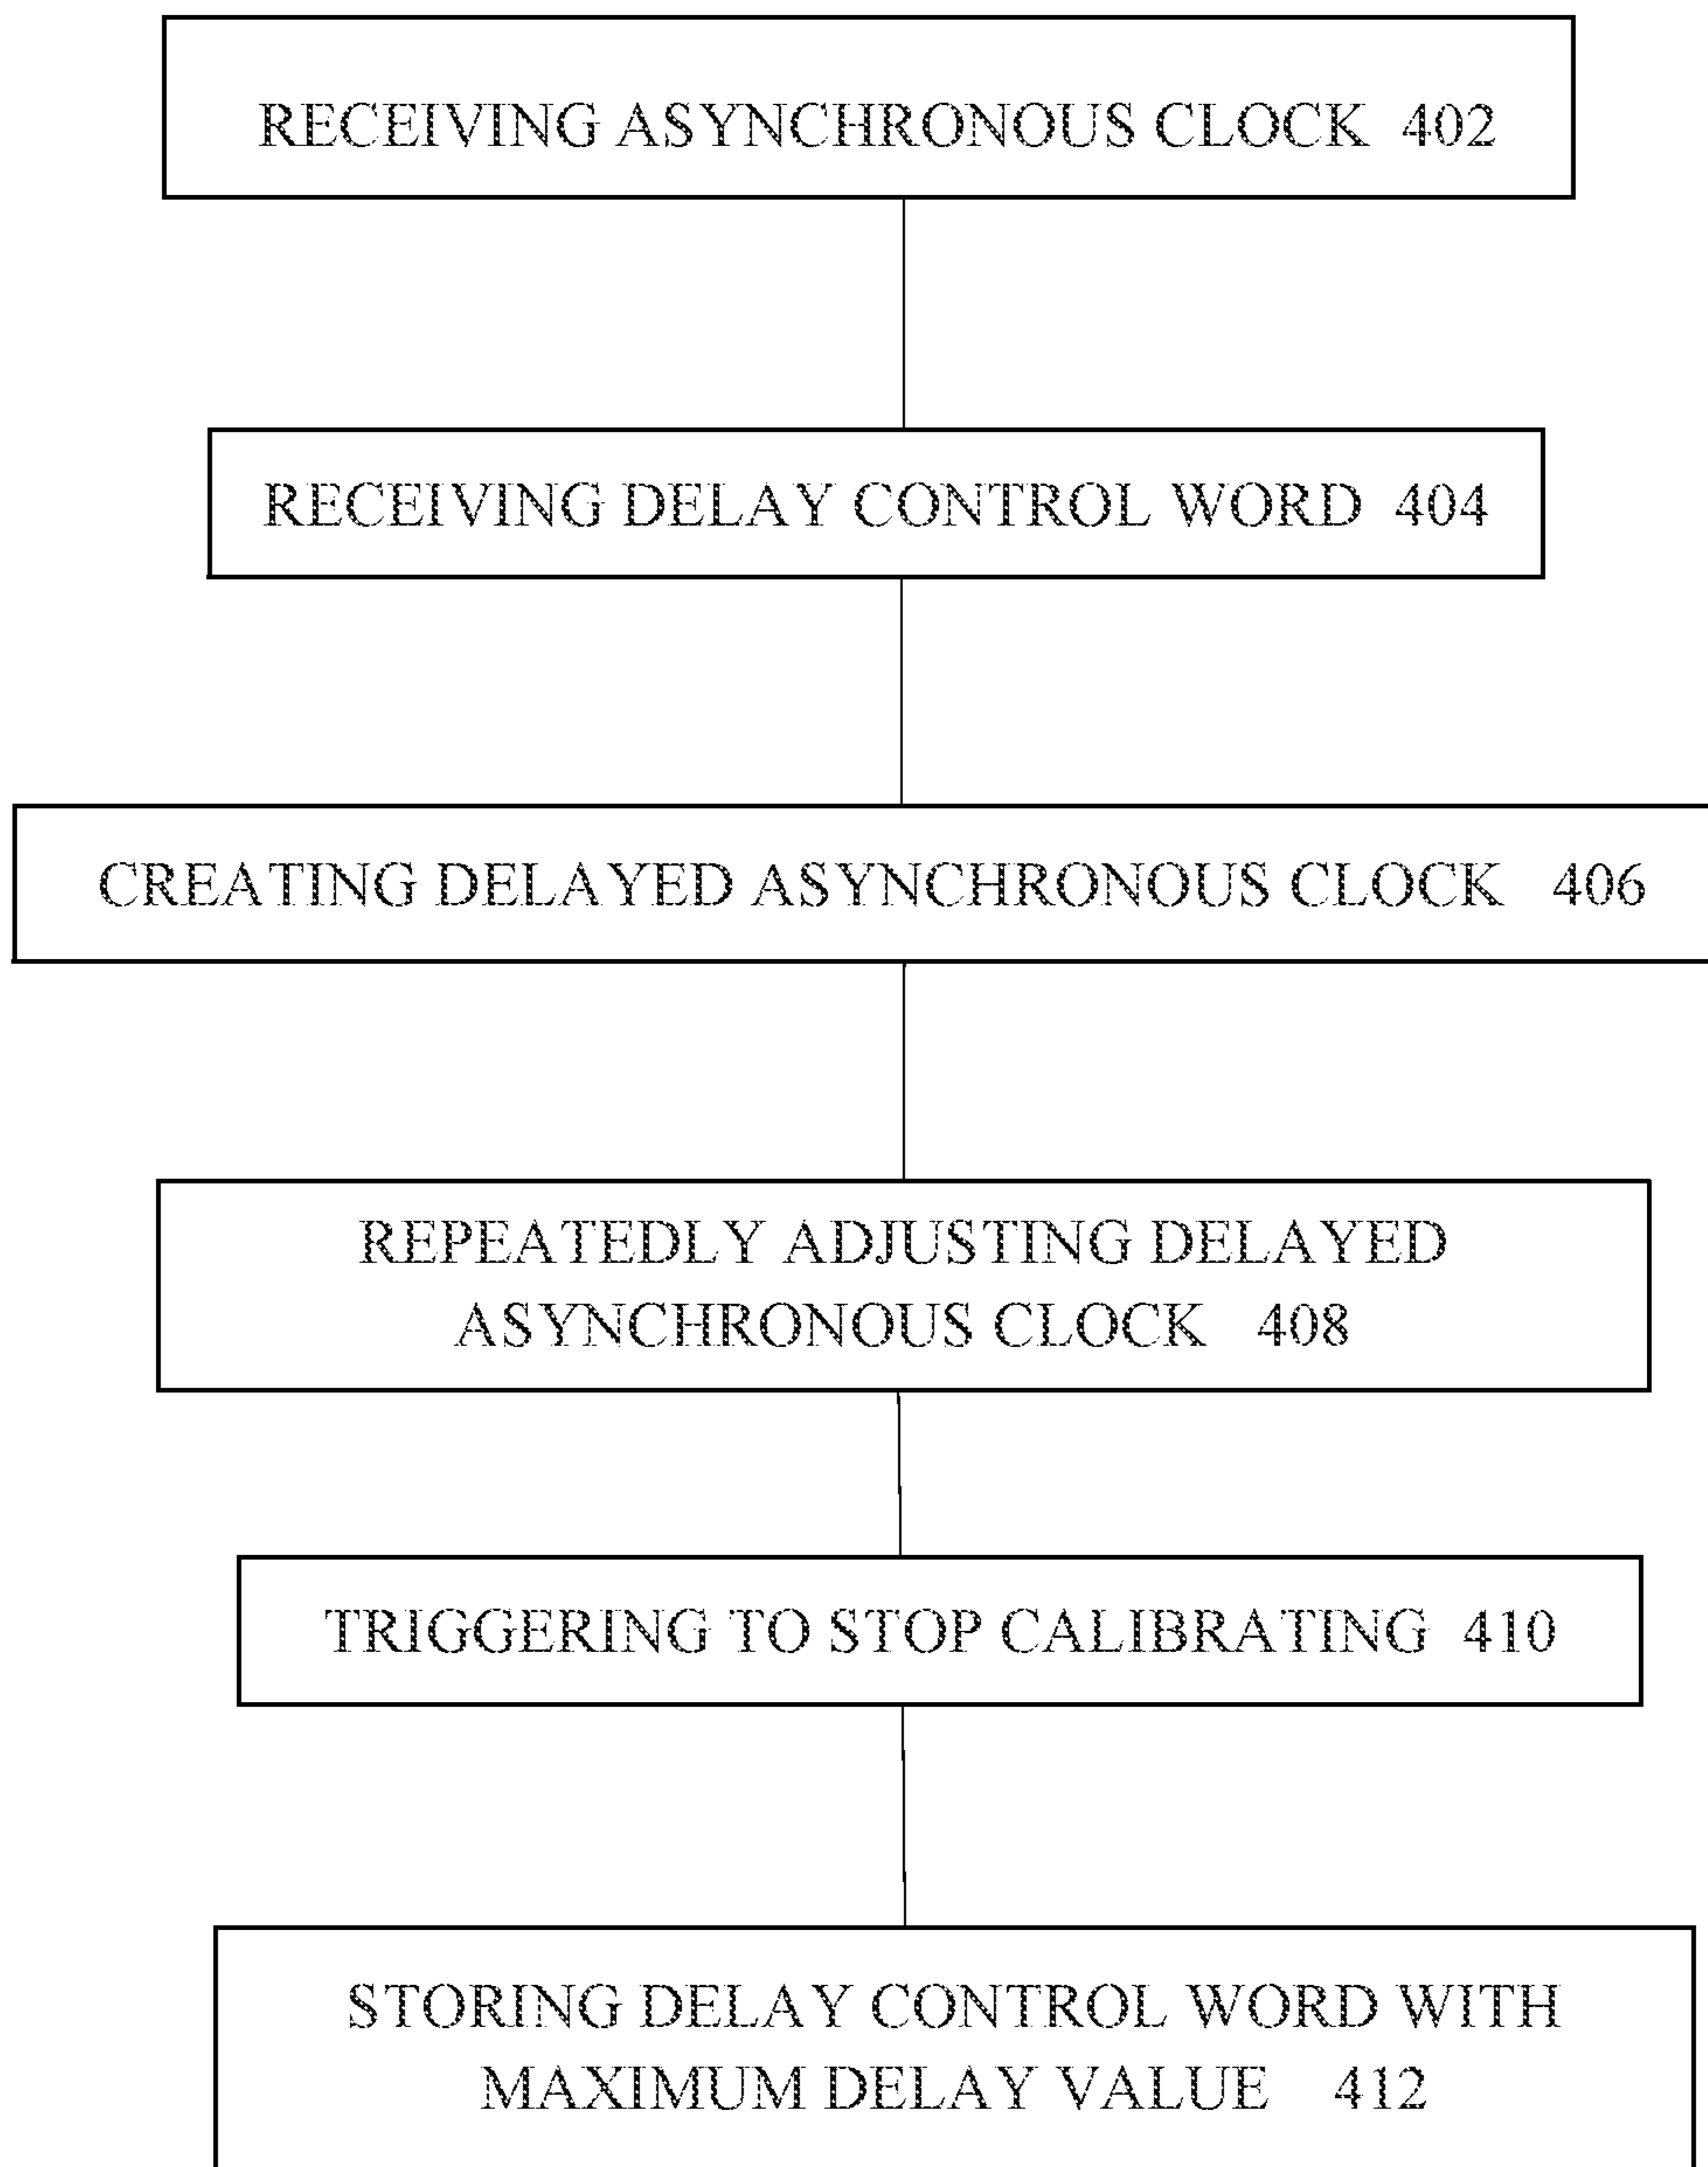 RECEIVING ASYNCHRONOUS CLOCK 402
RECEIVING DELAY CONTROL WORD 404
CREATING DELAYED ASYNCHRONOUS CLOCK 406
REPEATEDLY ADJUSTING DELAYED
ASYNCHRONOUS CLOCK 408
TRIGGERING TO STOP CALIBRATING 410
STORING DELAY CONTROL WORD WITH
MAXIMUM DELAY VALUE 412